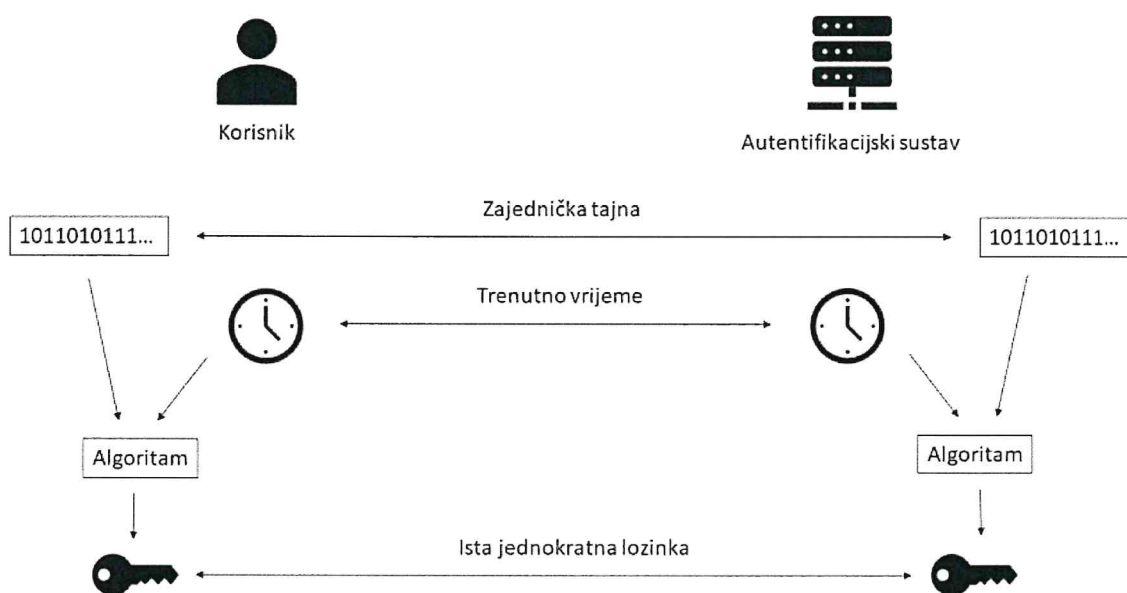 Korisnik
Autentifikacijski sustav
Zajednička tajna
1011010111...
1011010111...
Trenutno vrijeme
Algoritam
Algoritam
Ista jednokratna lozinka